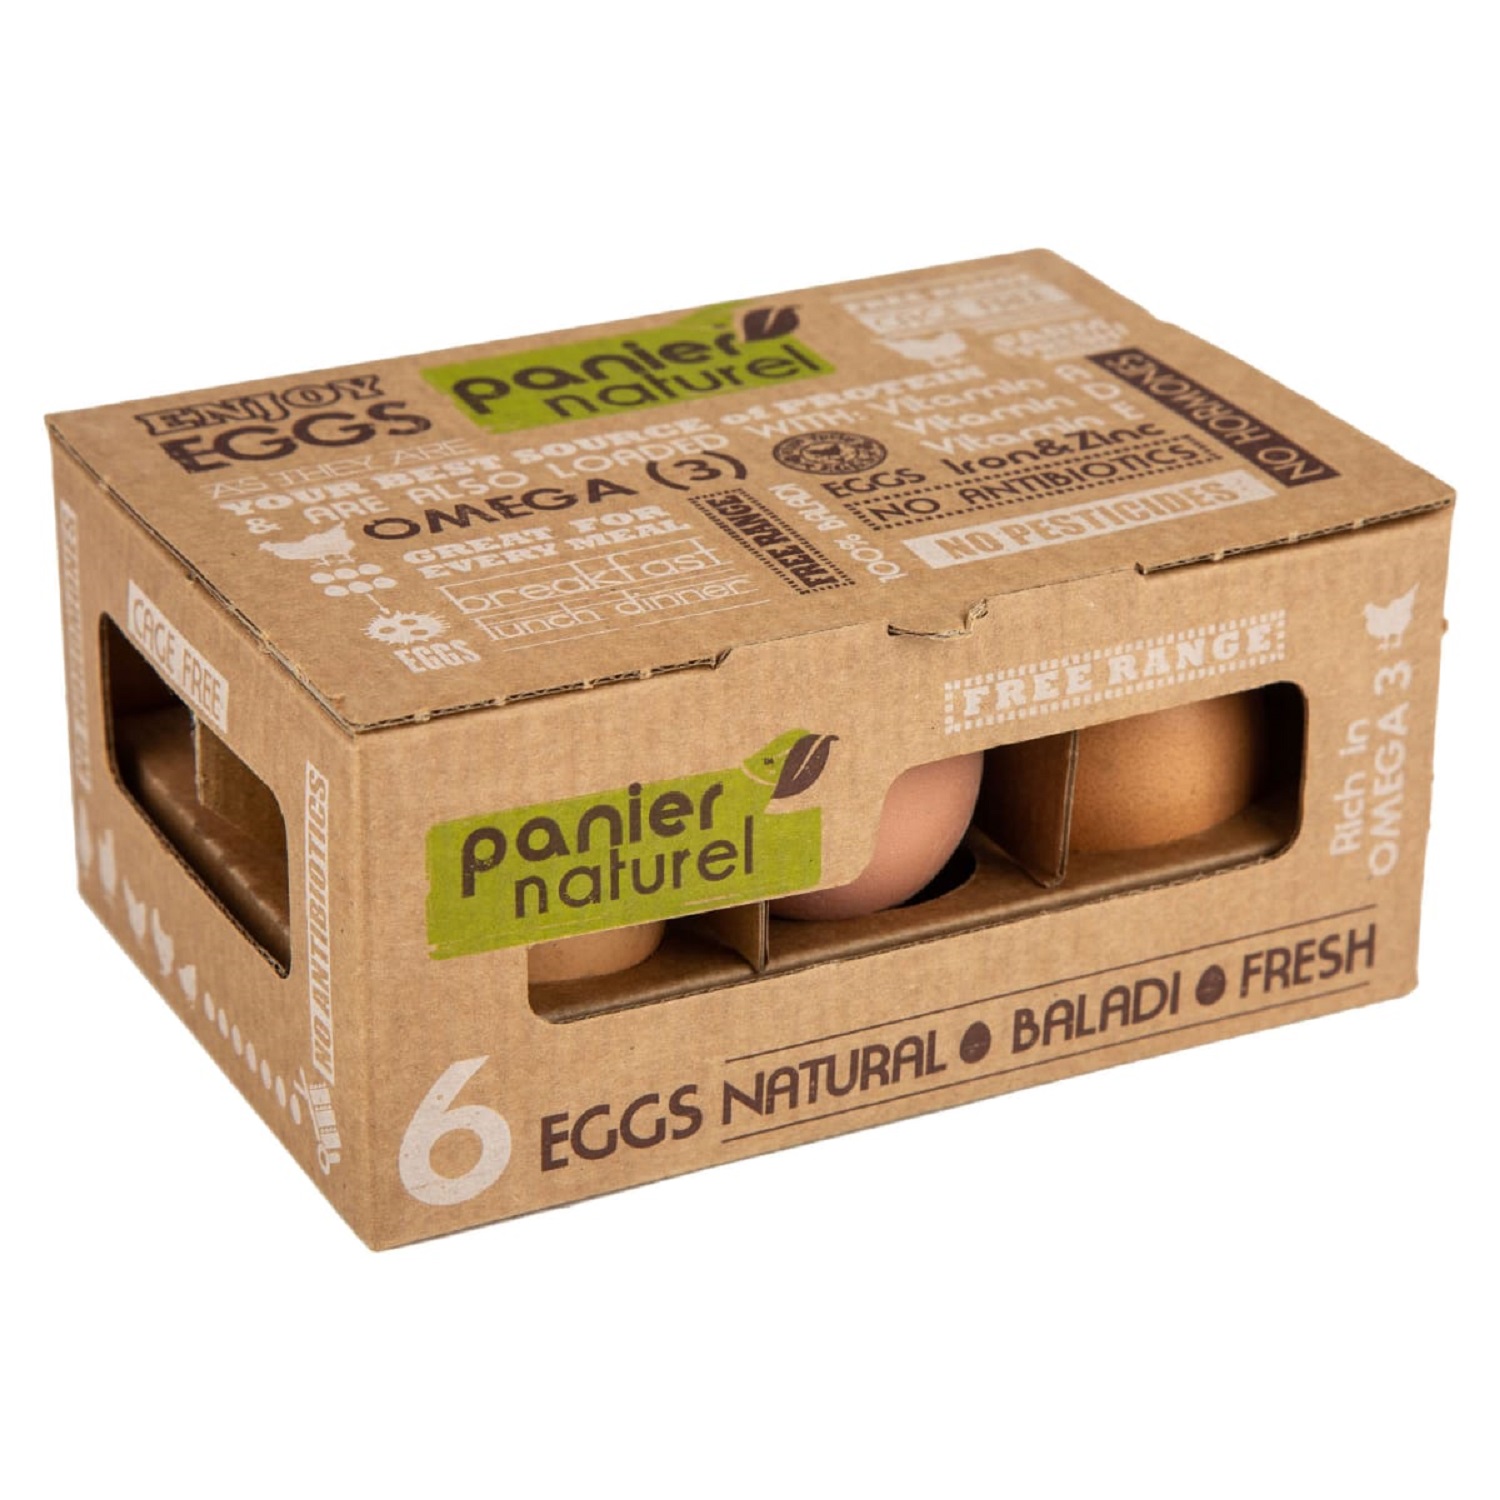 ENJOY
EGGS
AS THEY ARE
YOUR BEST SOURCE of PROTEIN
& ARE ALSO LOADED WITH:
OMEGA (3)
Vitamin A
Vitamin D
Vitamin E
Iron&Zinc
panier
naturel
GREAT FOR
EVERY MEAL
breakfast
lunch dinner
EGGS
FREE RANGE
100% BALADI
EGGS
NO ANTIBIOTICS
NO PESTICIDES
NO HORMONES
CAGE FREE
NO ANTIBIOTICS
panier
naturel
FREE RANGE
Rich in
OMEGA 3
6 EGGS NATURAL BALADI FRESH